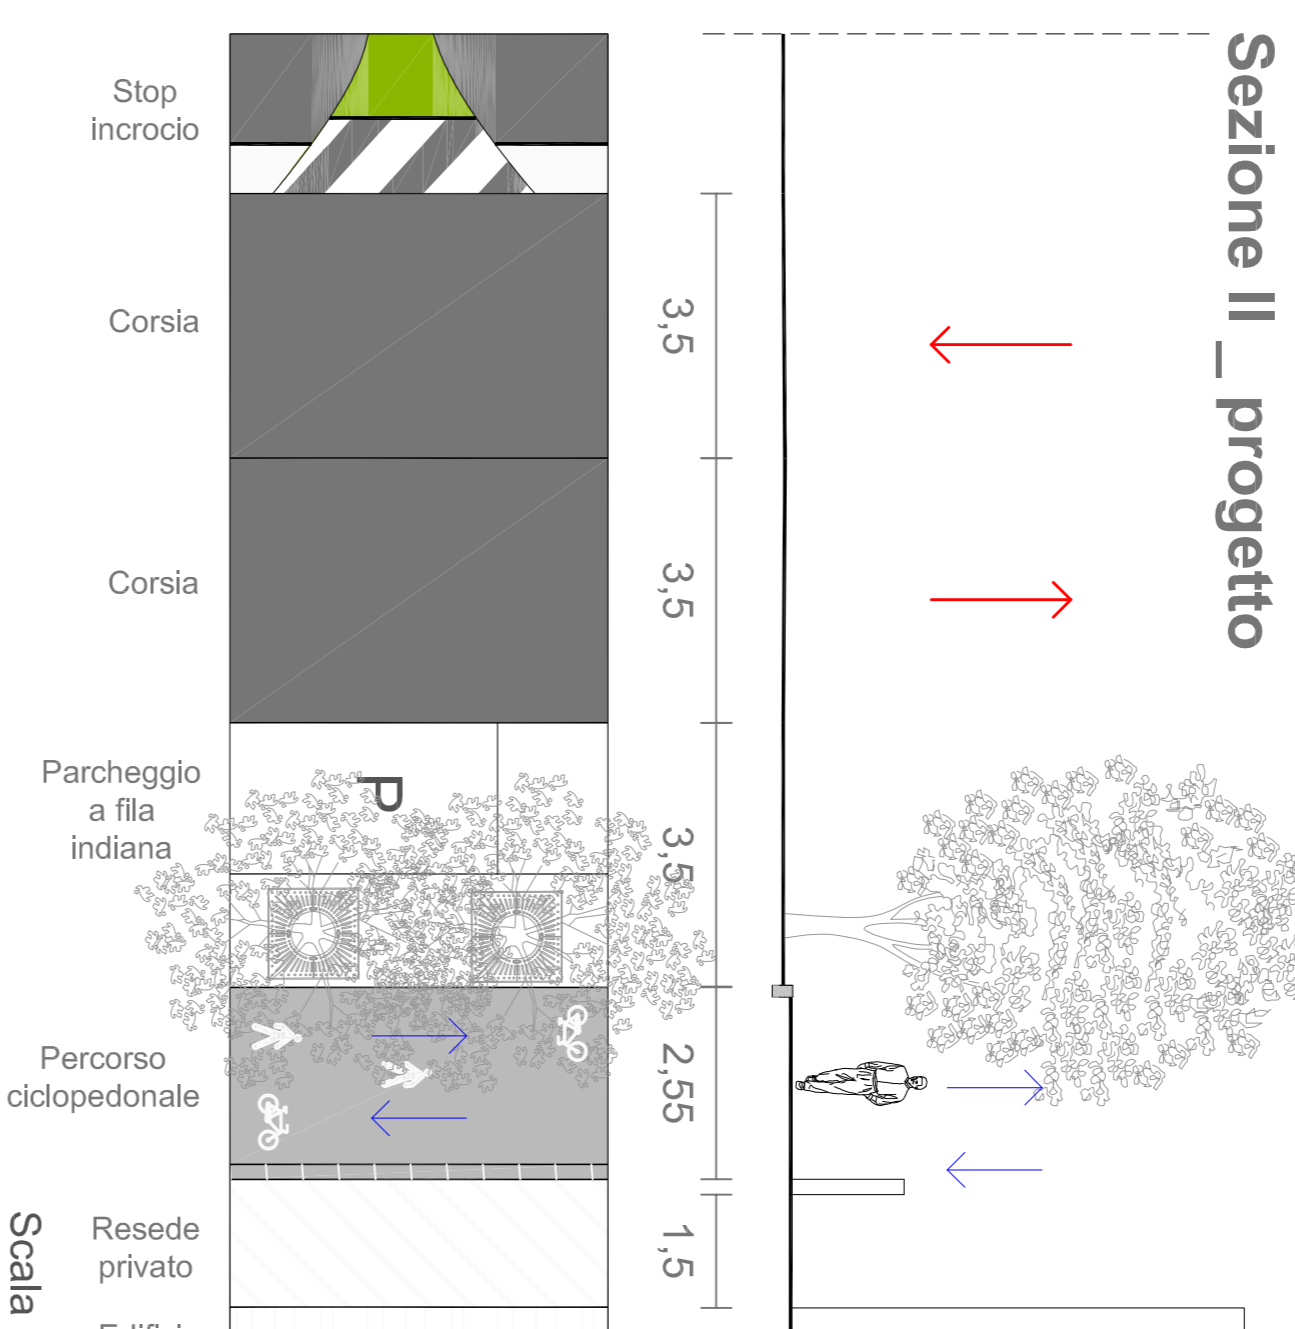 Sezione II _ progetto
Stop
incrocio
Corsia
3,5
Corsia
3,5
Parcheggio
a fila
indiana
P
3,5
Percorso
ciclopedonale
2,55
Resede
privato
1,5
Scala